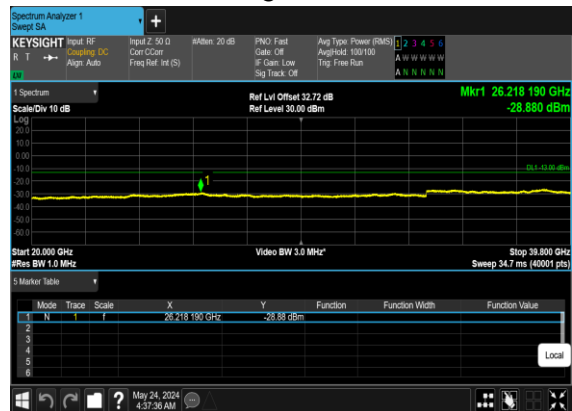 Spectrum Analyzer 1
Swept SA
+
KEYSIGHT Input: RF Input Z: 50 Ω #Atten: 20 dB PNO: Fast Avg Type: Power (RMS) 1 2 3 4 5 6
R T Coupling: DC Corr CCorr Gate: Off Avg|Hold: 100/100 A W W W W W
Align: Auto Freq Ref: Int (S) IF Gain: Low Trig: Free Run
LXI Sig Track: Off A N N N N N
1 Spectrum Ref Lvl Offset 32.72 dB Mkr1 26.218 190 GHz
Scale/Div 10 dB Ref Level 30.00 dBm -28.880 dBm
Log
20.0
10.0
0.00
-10.0 DL1 -13.00 dBm
-20.0 1
-30.0
-40.0
-50.0
-60.0
Start 20.000 GHz Video BW 3.0 MHz* Stop 39.800 GHz
#Res BW 1.0 MHz Sweep 34.7 ms (40001 pts)
5 Marker Table
Mode Trace Scale X Y Function Function Width Function Value
1 N 1 f 26.218 190 GHz -28.88 dBm
2
3
4
5
6
Local
? May 24, 2024
4:37:36 AM